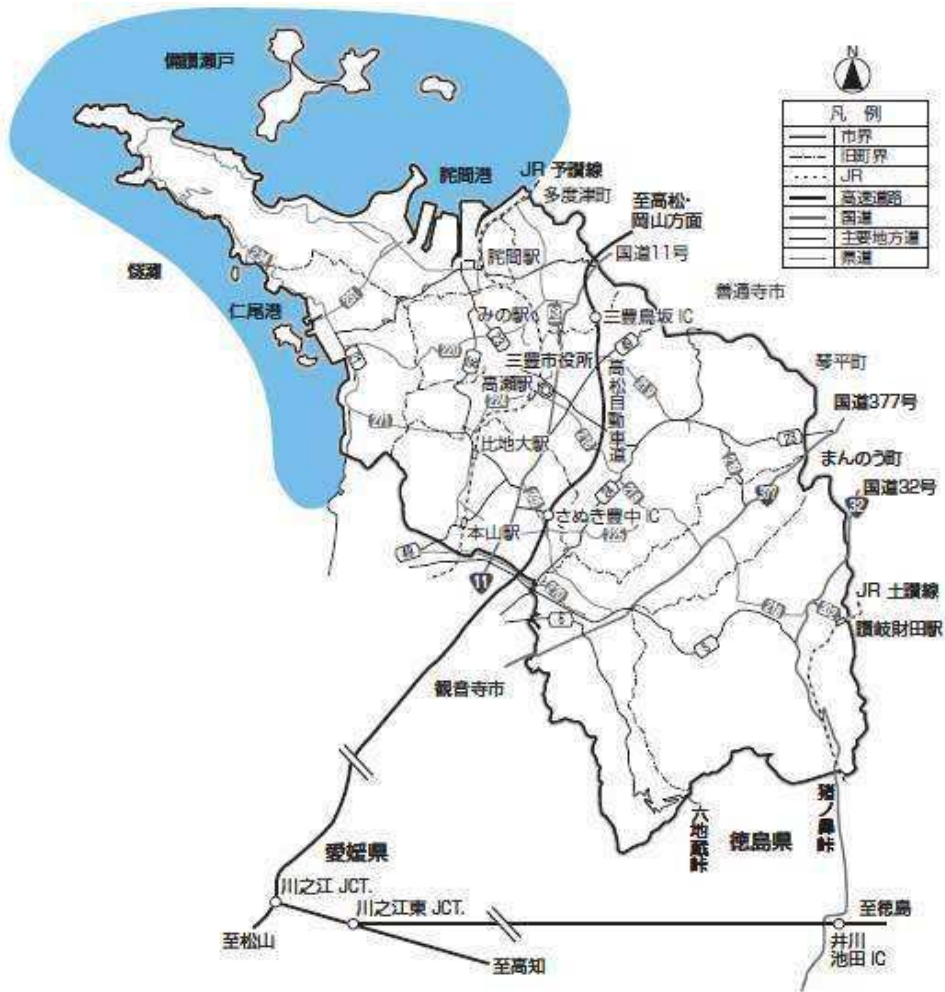 備讃瀬戸
N
凡 例
市界
旧町界
JR
高速道路
国道
主要地方道
県道
詫間港
JR 予讃線
多度津町
至高松・
岡山方面
国道11号
詫間駅
燧灘
仁尾港
善通寺市
みの駅
三豊鳥坂 IC
三豊市役所
琴平町
高瀬駅
高松自動車道
国道377号
比地大駅
23
まんのう町
377
国道32号
32
24
さぬき豊中 IC
本山駅
49
11
JR 土讃線
讃岐財田駅
6
5
観音寺市
六地蔵峠
猪ノ鼻峠
愛媛県
徳島県
川之江 JCT.
川之江東 JCT.
至徳島
至松山
井川
池田 IC
至高知